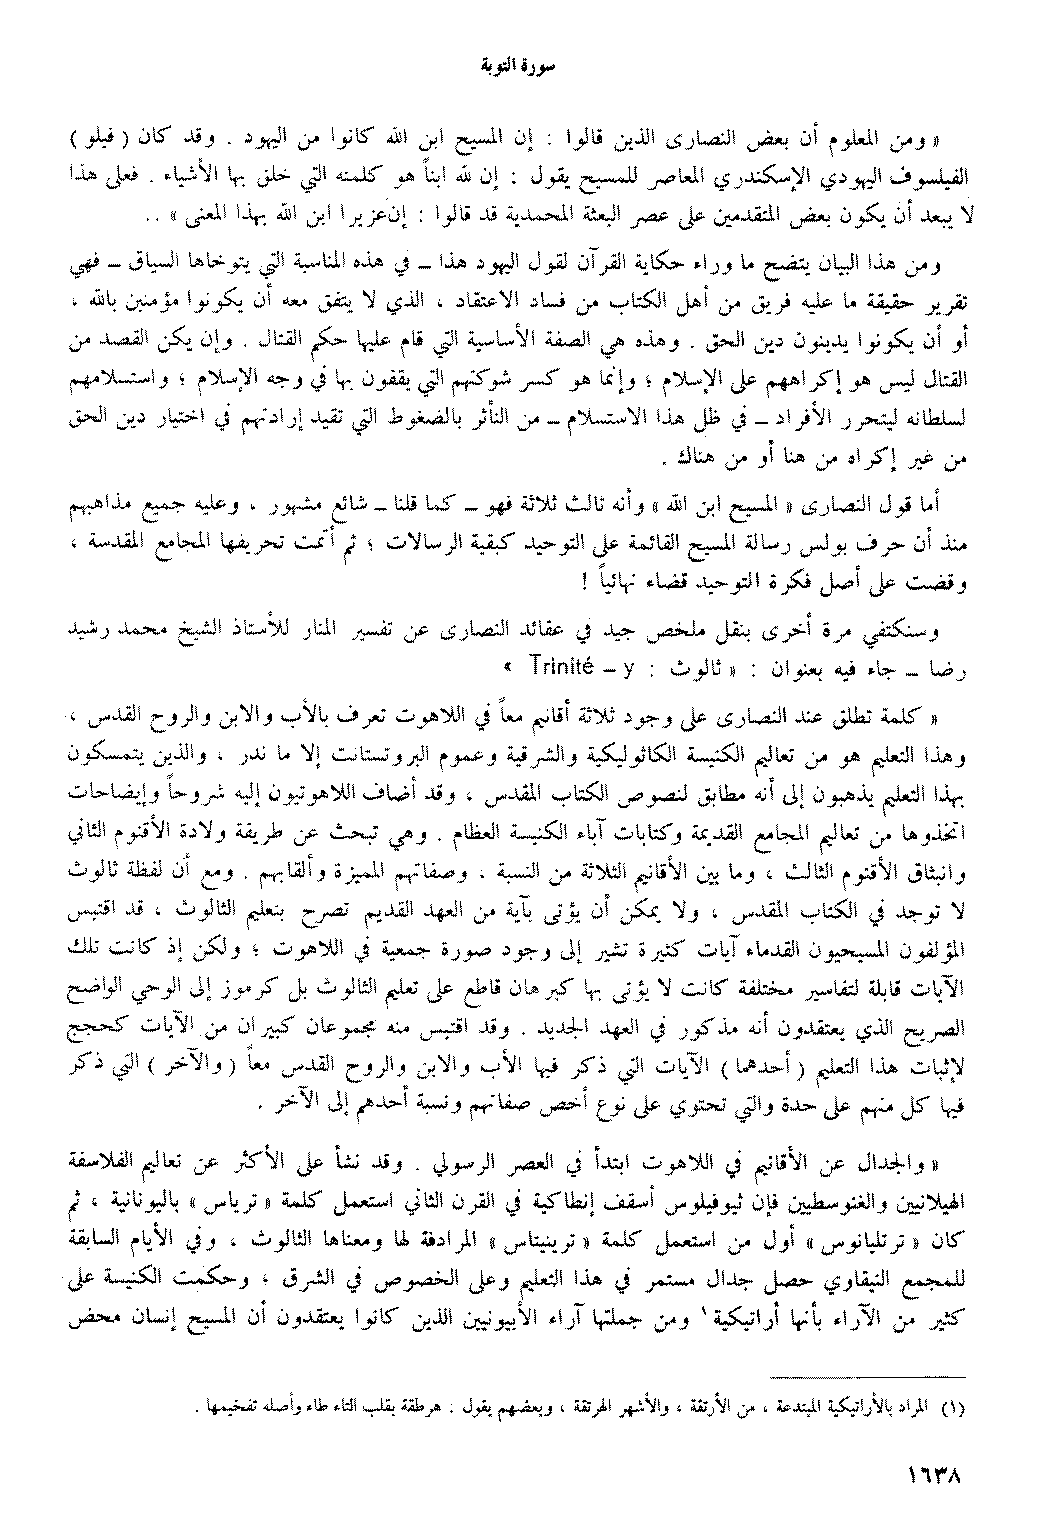 سورة التوبة
« ومن المعلوم أن بعض النصارى الذين قالوا : إن المسيح ابن الله كانوا من اليهود . وقد كان ( فيلو )
الفيلسوف اليهودي الإسكندري المعاصر للمسيح يقول : إن لله ابناً هو كلمته التي خلق بها الأشياء . فعلى هذا
لا يبعد أن يكون بعض المتقدمين على عصر البعثة المحمدية قد قالوا : إن عزيرا ابن الله بهذا المعنى » ..
ومن هذا البيان يتضح ما وراء حكاية القرآن لقول اليهود هذا – في هذه المناسبة التي يتوخاها السياق – فهي
تقرير حقيقة ما عليه فريق من أهل الكتاب من فساد الاعتقاد ، الذي لا يتفق معه أن يكونوا مؤمنين بالله ،
أو أن يكونوا يدينون دين الحق . وهذه هي الصفة الأساسية التي قام عليها حكم القتال . وإن يكن القصد من
القتال ليس هو إكراههم على الإسلام ؛ وإنما هو كسر شوكتهم التي يقفون بها في وجه الإسلام ؛ واستسلامهم
لسلطانه ليتحرر الأفراد – في ظل هذا الاستسلام – من التأثر بالضغوط التي تقيد إرادتهم في اختيار دين الحق
من غير إكراه من هنا أو من هناك .
أما قول النصارى « المسيح ابن الله » وأنه ثالث ثلاثة فهو – كما قلنا – شائع مشهور ، وعليه جميع مذاهبهم
منذ أن حرف بولس رسالة المسيح القائمة على التوحيد كبقية الرسالات ؛ ثم أتمت تحريفها المجامع المقدسة ،
وقضت على أصل فكرة التوحيد قضاء نهائياً !
وسنكتفي مرة أخرى بنقل ملخص جيد في عقائد النصارى عن تفسير المنار للأستاذ الشيخ محمد رشيد
رضا – جاء فيه بعنوان : « ثالوث : Trinité – y »
« كلمة تطلق عند النصارى على وجود ثلاثة أقانيم معاً في اللاهوت تعرف بالأب والابن والروح القدس ،
وهذا التعليم هو من تعاليم الكنيسة الكاثوليكية والشرقية وعموم البروتستانت إلا ما ندر ، والذين يتمسكون
بهذا التعليم يذهبون إلى أنه مطابق لنصوص الكتاب المقدس ، وقد أضاف اللاهوتيون إليه شروحاً وإيضاحات
اتخذوها من تعاليم المجامع القديمة وكتابات آباء الكنيسة العظام . وهي تبحث عن طريقة ولادة الأقنوم الثاني
وانبثاق الأقنوم الثالث ، وما بين الأقانيم الثلاثة من النسبة ، وصفاتهم المميزة وألقابهم . ومع أن لفظة ثالوث
لا توجد في الكتاب المقدس ، ولا يمكن أن يؤتى بآية من العهد القديم تصرح بتعليم الثالوث ، قد اقتبس
المؤلفون المسيحيون القدماء آيات كثيرة تشير إلى وجود صورة جمعية في اللاهوت ؛ ولكن إذ كانت تلك
الآيات قابلة لتفاسير مختلفة كانت لا يؤتى بها كبرهان قاطع على تعليم الثالوث بل كرموز إلى الوحي الواضح
الصريح الذي يعتقدون أنه مذكور في العهد الجديد . وقد اقتبس منه مجموعان كبيران من الآيات كحجج
لإثبات هذا التعليم ( أحدهما ) الآيات التي ذكر فيها الأب والابن والروح القدس معاً ( والآخر ) التي ذكر
فيها كل منهم على حدة والتي تحتوي على نوع أخص صفاتهم ونسبة أحدهم إلى الآخر .
« والجدال عن الأقانيم في اللاهوت ابتدأ في العصر الرسولي . وقد نشأ على الأكثر عن تعاليم الفلاسفة
الهيلانيين والغنوسطيين فإن ثيوفيلوس أسقف إنطاكية في القرن الثاني استعمل كلمة « ترياس » باليونانية ، ثم
كان « ترتليانوس » أول من استعمل كلمة « ترينيتاس » المرادفة لها ومعناها الثالوث ، وفي الأيام السابقة
للمجمع النيقاوي حصل جدال مستمر في هذا التعليم وعلى الخصوص في الشرق ، وحكمت الكنيسة على
كثير من الآراء بأنها أراتيكية ١ ومن جملتها آراء الأبيونيين الذين كانوا يعتقدون أن المسيح إنسان محض
(١) المراد بالأراتيكية المبتدعة ، من الأرتقة ، والأشهر الهرتقة ، وبعضهم يقول : هرطقة بقلب التاء طاء وأصله تفخيمها .
١٦٣٨